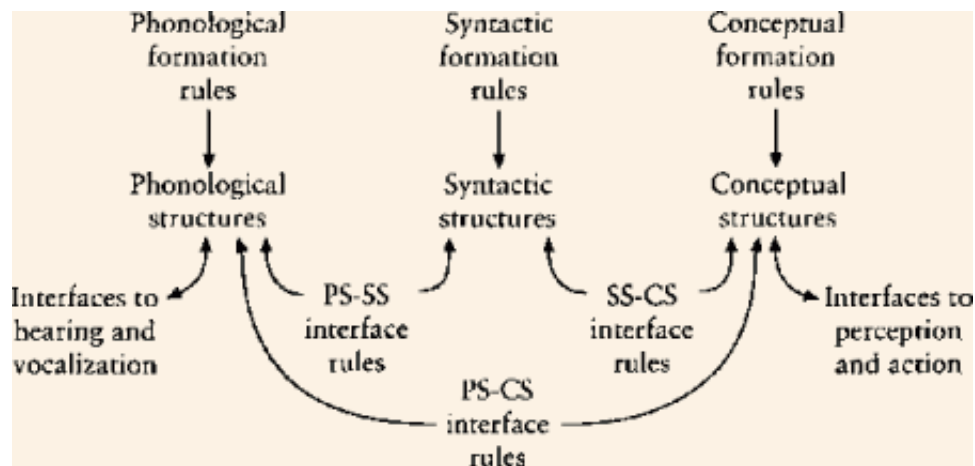 Phonological
formation
rules
Syntactic
formation
rules
Conceptual
formation
rules
Phonological
structures
Syntactic
structures
Conceptual
structures
Interfaces to
hearing and
vocalization
PS-SS
interface
rules
SS-CS
interface
rules
Interfaces to
perception
and action
PS-CS
interface
rules